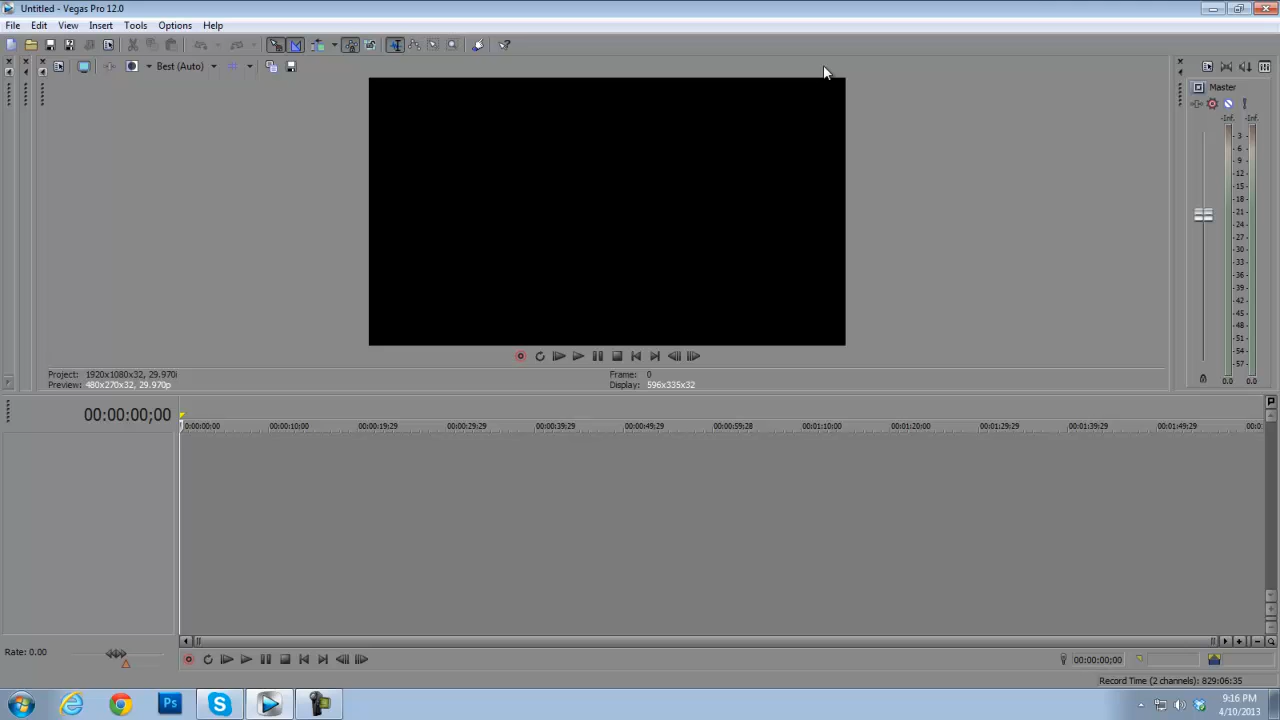 Untitled - Vegas Pro 12.0
File Edit View Insert Tools Options Help
Best (Auto)
Master
-Inf. -Inf.
3
6
9
12
15
18
21
24
27
30
33
36
39
42
45
48
51
54
57
0.0 0.0
Project: 1920x1080x32, 29.970i
Preview: 480x270x32, 29.970p
Frame: 0
Display: 596x335x32
00:00:00;00
0:00:00:00 00:00:10:00 00:00:19:29 00:00:29:29 00:00:39:29 00:00:49:29 00:00:59:28 00:01:10:00 00:01:20:00 00:01:29:29 00:01:39:29 00:01:49:29 00:0
Rate: 0.00
00:00:00;00
Record Time (2 channels): 829:06:35
Ps
9:16 PM
4/10/2013